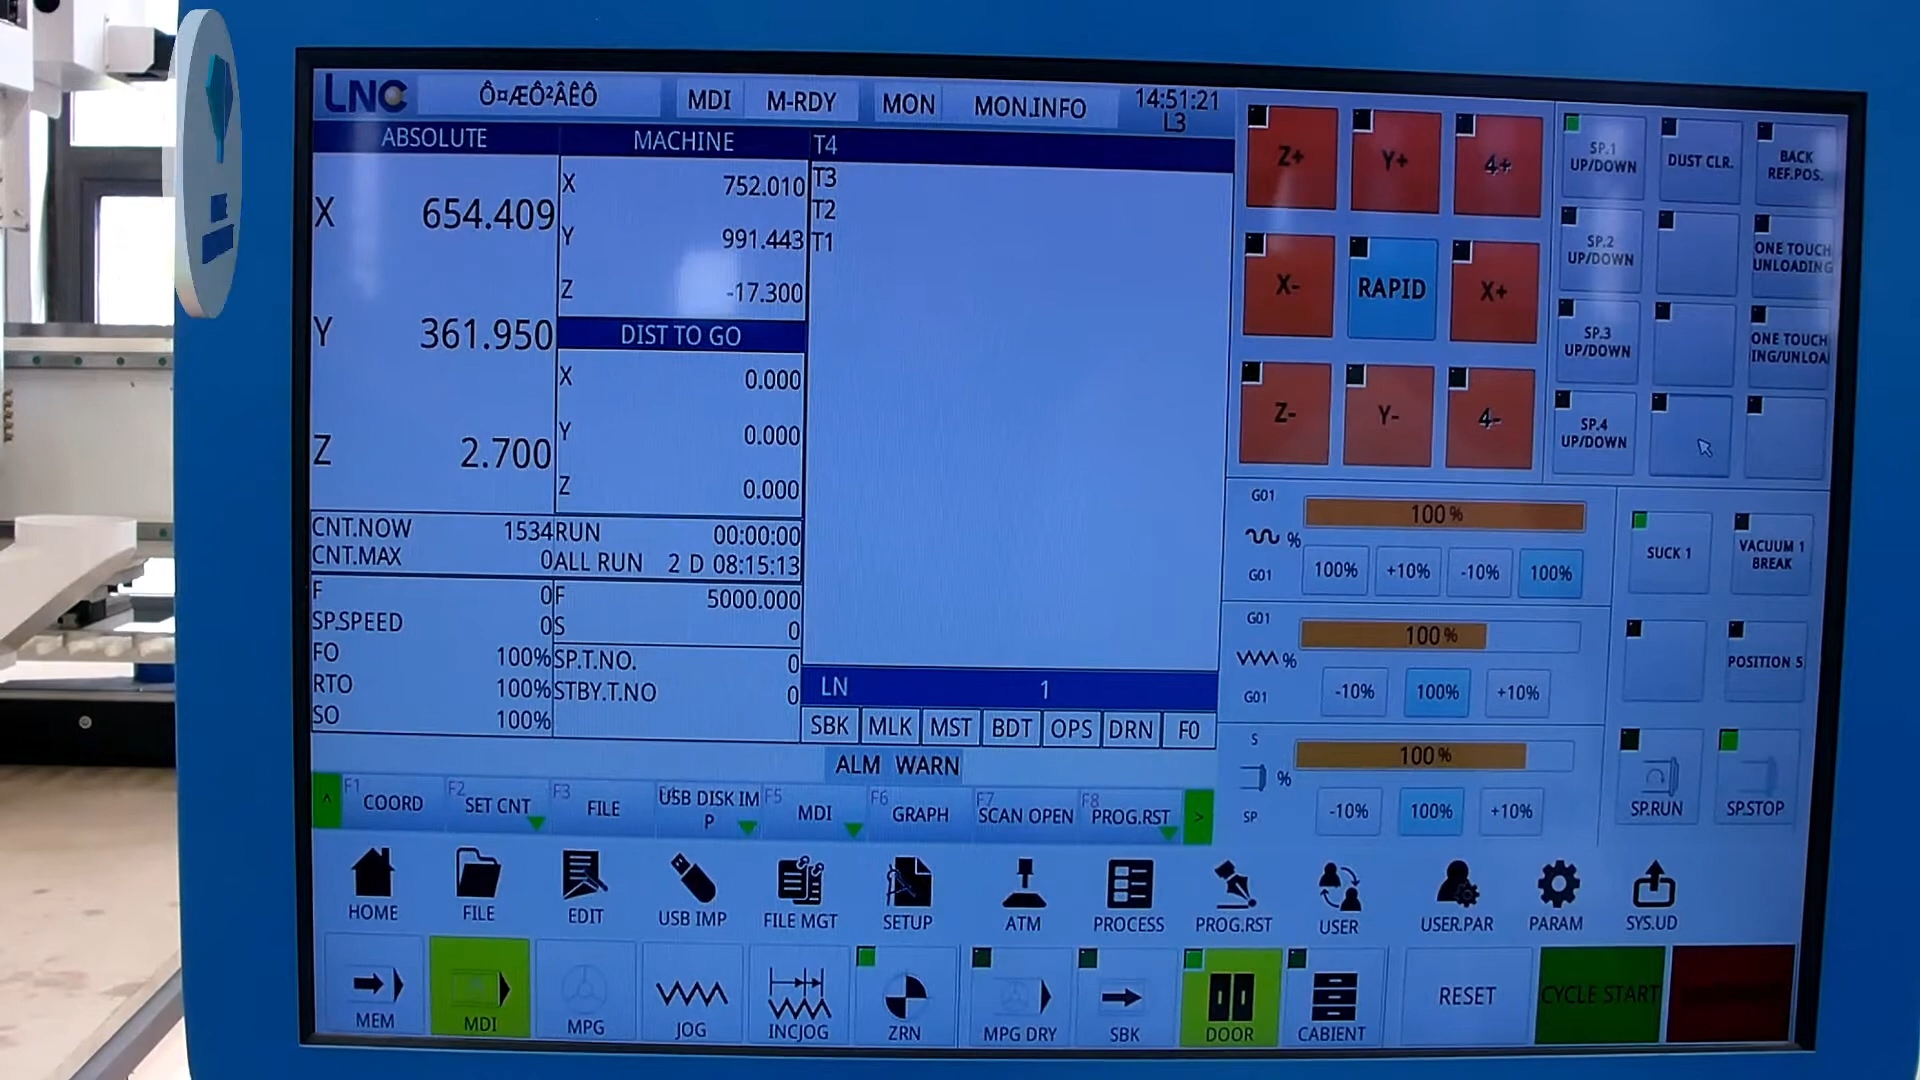 LNC
Ô¤ÆÔ²ÂÊÔ
MDI
M-RDY
MON
MON.INFO
14:51:21
L3
ABSOLUTE
X 654.409
Y 361.950
Z 2.700
MACHINE
X 752.010
Y 991.443
Z -17.300
DIST TO GO
X 0.000
Y 0.000
Z 0.000
T4
T3
T2
T1
CNT.NOW 1534
CNT.MAX 0
RUN 00:00:00
ALL RUN 2 D 08:15:13
F 0
SP.SPEED 0
FO 100%
RTO 100%
SO 100%
F 5000.000
S 0
SP.T.NO. 0
STBY.T.NO 0
LN 1
SBK MLK MST BDT OPS DRN F0
ALM WARN
^
F1 COORD
F2 SET CNT
F3 FILE
USB DISK IM
P
F5 MDI
F6 GRAPH
F7 SCAN OPEN
F8 PROG.RST
>
HOME
FILE
EDIT
USB IMP
FILE MGT
SETUP
ATM
PROCESS
PROG.RST
USER
USER.PAR
PARAM
SYS.UD
MEM
MDI
MPG
JOG
INCJOG
ZRN
MPG DRY
SBK
DOOR
CABIENT
RESET
CYCLE START
Z+ Y+ 4+
X- RAPID X+
Z- Y- 4-
SP.1
UP/DOWN
DUST CLR.
BACK
REF.POS.
SP.2
UP/DOWN
ONE TOUCH
UNLOADING
SP.3
UP/DOWN
ONE TOUCH
ING/UNLOA
SP.4
UP/DOWN
G01
100 %
%
G01
100% +10% -10% 100%
G01
100 %
%
G01
-10% 100% +10%
S
100 %
%
SP
-10% 100% +10%
SUCK 1
VACUUM 1
BREAK
POSITION 5
SP.RUN
SP.STOP